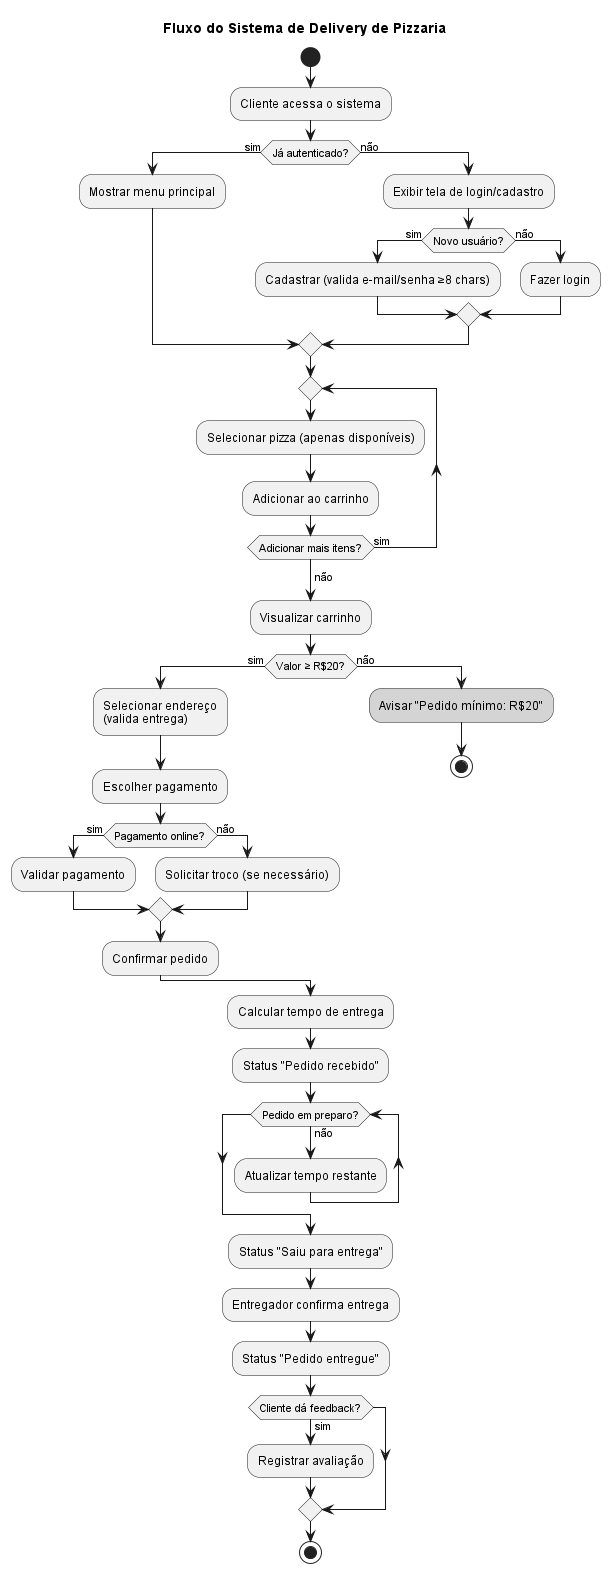 Fluxo do Sistema de Delivery de Pizzaria
Cliente acessa o sistema
Já autenticado?
sim
não
Mostrar menu principal
Exibir tela de login/cadastro
Novo usuário?
sim
não
Cadastrar (valida e-mail/senha ≥8 chars)
Fazer login
Selecionar pizza (apenas disponíveis)
Adicionar ao carrinho
Adicionar mais itens?
sim
não
Visualizar carrinho
Valor ≥ R$20?
sim
não
Selecionar endereço
(valida entrega)
Avisar "Pedido mínimo: R$20"
Escolher pagamento
Pagamento online?
sim
não
Validar pagamento
Solicitar troco (se necessário)
Confirmar pedido
Calcular tempo de entrega
Status "Pedido recebido"
Pedido em preparo?
não
Atualizar tempo restante
Status "Saiu para entrega"
Entregador confirma entrega
Status "Pedido entregue"
Cliente dá feedback?
sim
Registrar avaliação